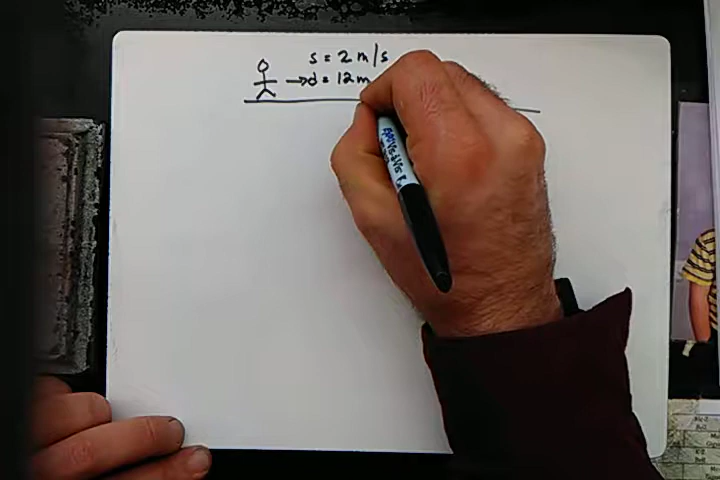 s = 2 m/s
d = 12m